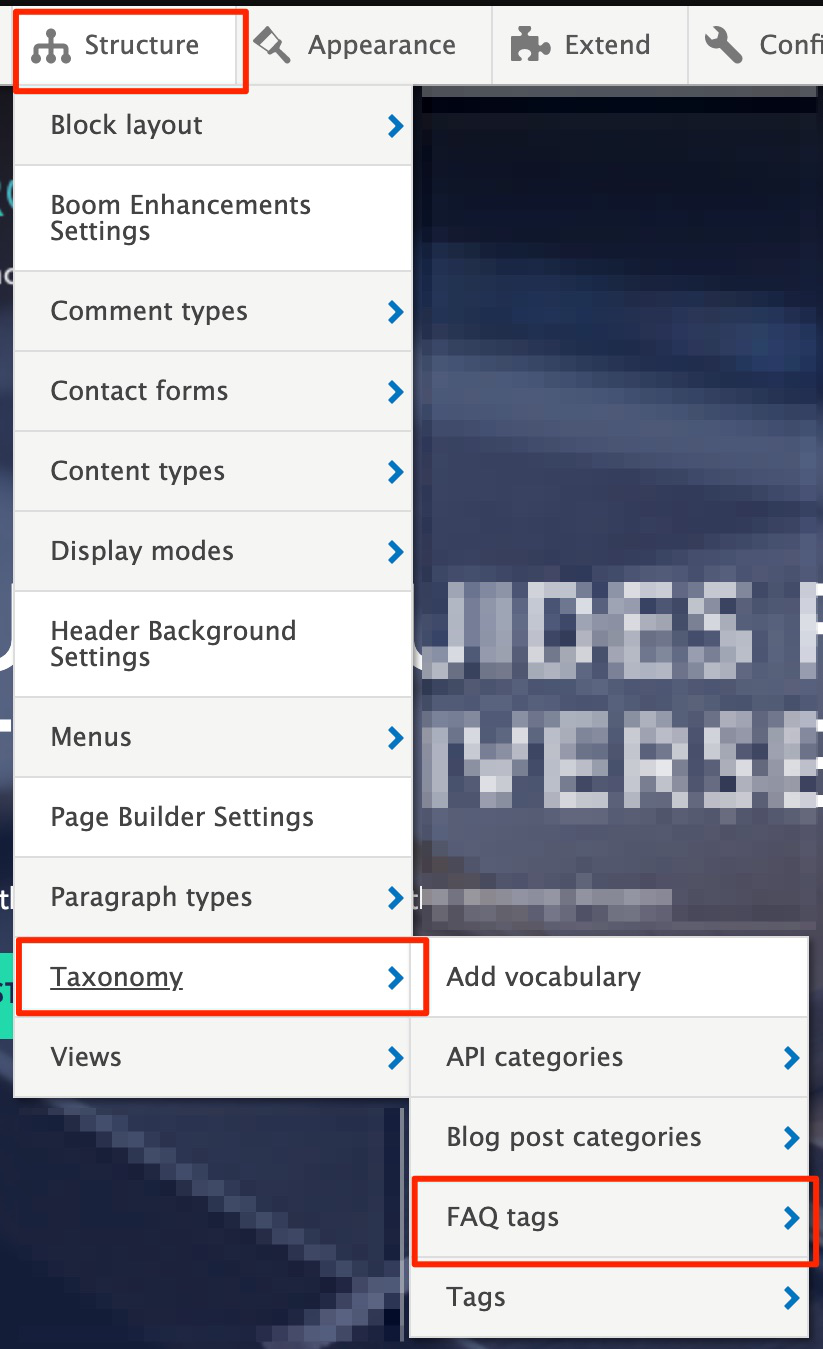 Structure
Appearance
Extend
Confi
Block layout
Boom Enhancements
Settings
Comment types
Contact forms
Content types
Display modes
Header Background
Settings
Menus
Page Builder Settings
Paragraph types
Taxonomy
Views
Add vocabulary
API categories
Blog post categories
FAQ tags
Tags